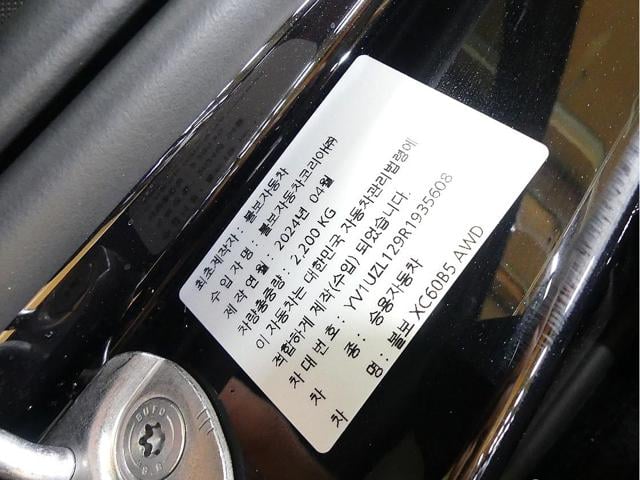 최초제작자 : 볼보자동차
수 입 자 명 : 볼보자동차코리아㈜
제 작 연 월 : 2024년 04월
차량총중량 : 2,200 KG
이 자동차는 대한민국 자동차관리법령에
적합하게 제작(수입) 되었습니다.
차 대 번 호 : YV1UZL129R1935608
차 종 : 승용자동차
차 명 : 볼보 XC60B5 AWD